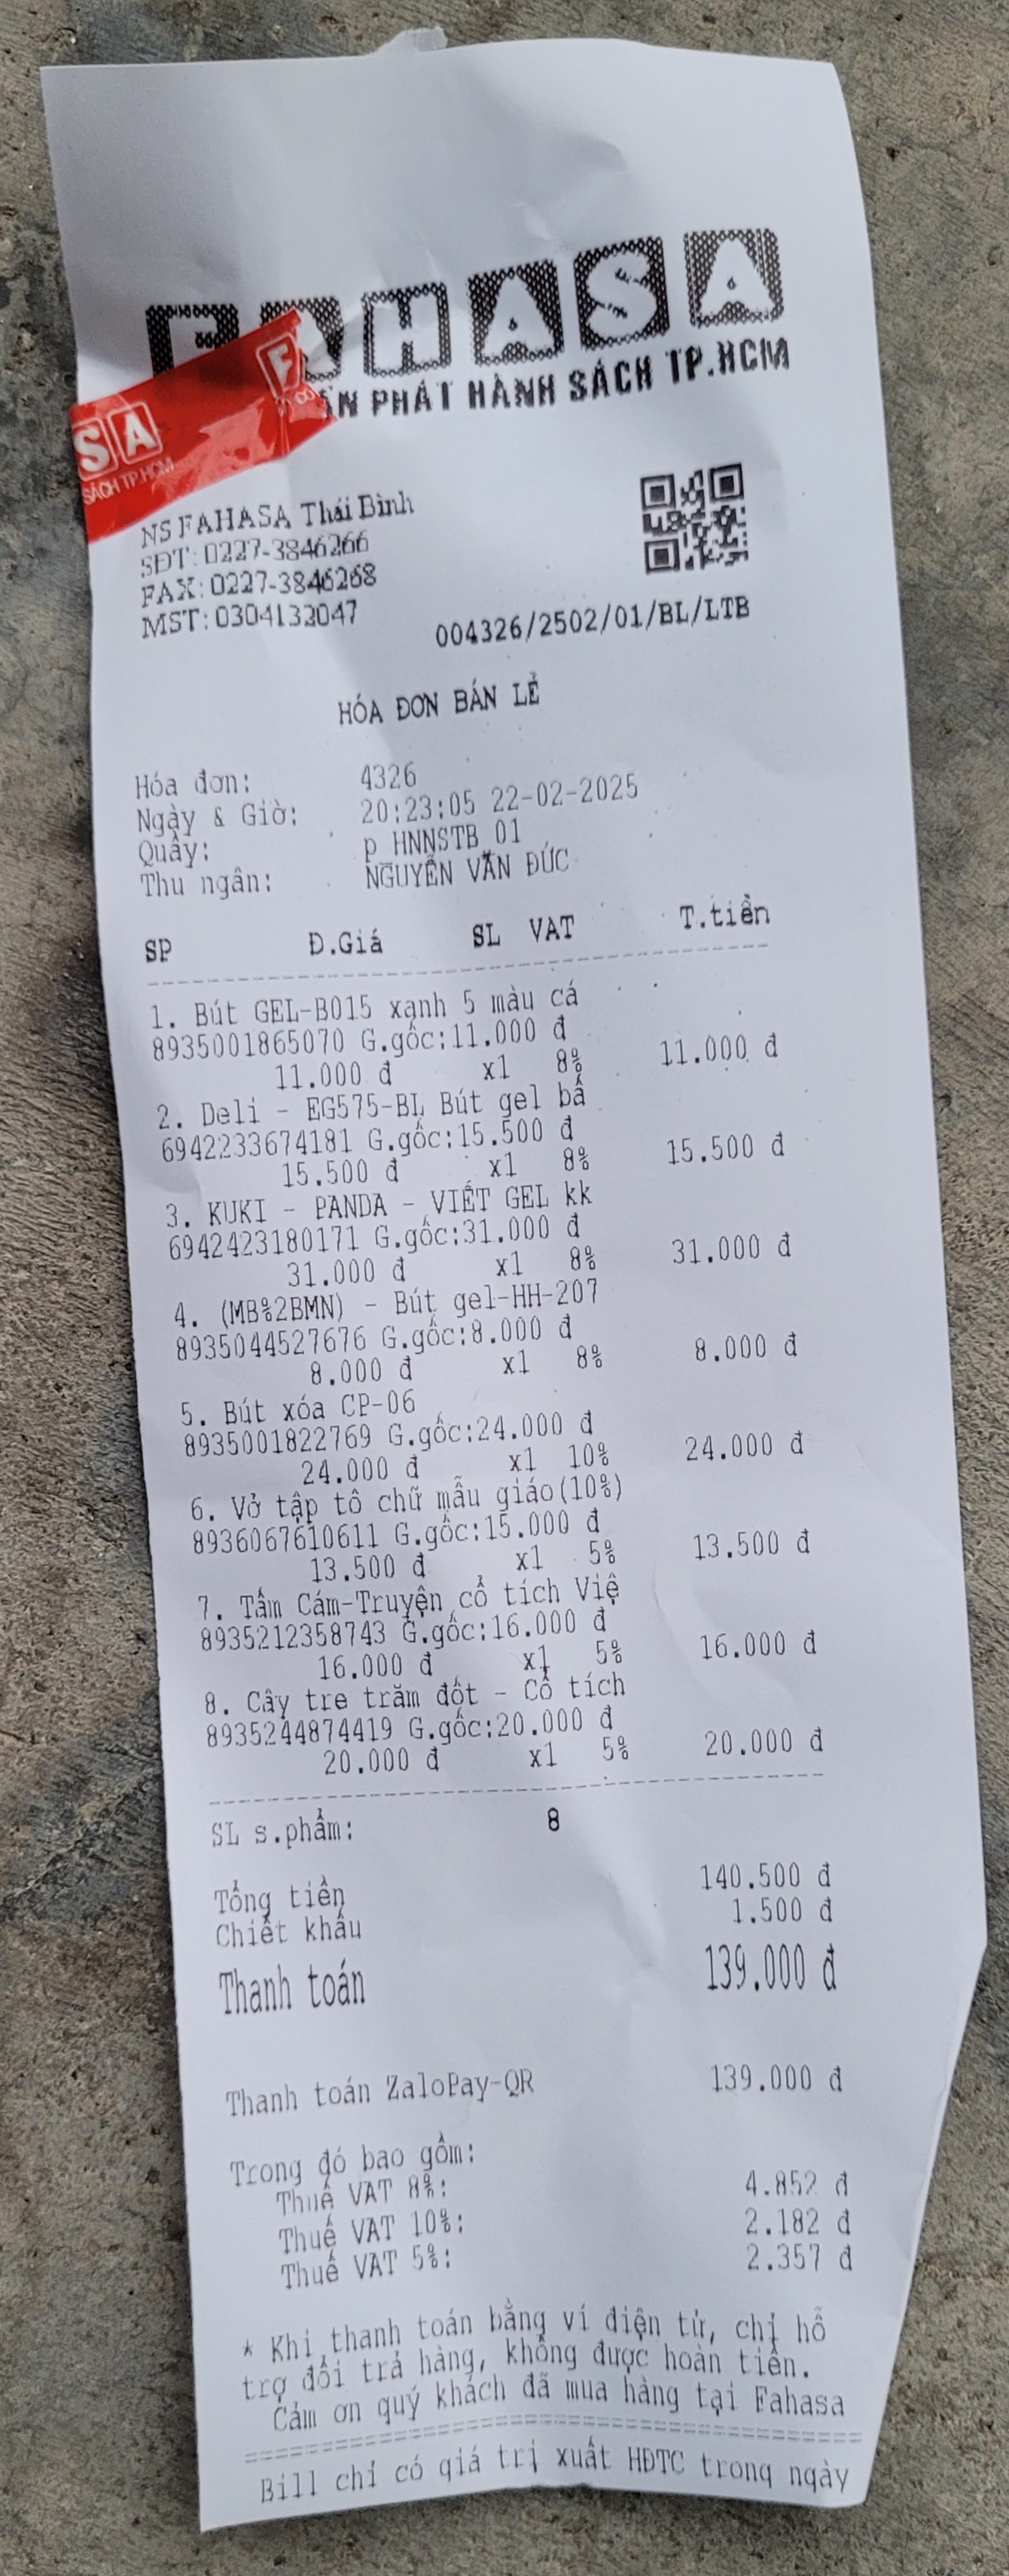 FAHASA
PHÁT HÀNH SÁCH TP.HCM
F
SA
SÁCH TP.HCM
NS FAHASA Thái Bình
SĐT: 0227-3846266
FAX: 0227-3846268
MST: 0304132047
004326/2502/01/BL/LTB
HÓA ĐƠN BÁN LẺ
Hóa đơn: 4326
Ngày & Giờ: 20:23:05 22-02-2025
Quầy: p HNNSTB 01
Thu ngân: NGUYỄN VĂN ĐỨC
SP Đ.Giá SL VAT T.tiền
1. Bút GEL-B015 xanh 5 màu cá
8935001865070 G.gốc:11.000 đ
11.000 đ x1 8% 11.000 đ
2. Deli - EG575-BL Bút gel bấ
6942233674181 G.gốc:15.500 đ
15.500 đ x1 8% 15.500 đ
3. KUKI - PANDA - VIẾT GEL kk
6942423180171 G.gốc:31.000 đ
31.000 đ x1 8% 31.000 đ
4. (MB%2BMN) - Bút gel-HH-207
8935044527676 G.gốc:8.000 đ
8.000 đ x1 8% 8.000 đ
5. Bút xóa CP-06
8935001822769 G.gốc:24.000 đ
24.000 đ x1 10% 24.000 đ
6. Vở tập tô chữ mẫu giáo(10%)
8936067610611 G.gốc:15.000 đ
13.500 đ x1 5% 13.500 đ
7. Tấm Cám-Truyện cổ tích Việ
8935212358743 G.gốc:16.000 đ
16.000 đ x1 5% 16.000 đ
8. Cây tre trăm đốt - Cổ tích
8935244874419 G.gốc:20.000 đ
20.000 đ x1 5% 20.000 đ
SL s.phẩm: 8
Tổng tiền 140.500 đ
Chiết khấu 1.500 đ
Thanh toán 139.000 đ
Thanh toán ZaloPay-QR 139.000 đ
Trong đó bao gồm:
Thuế VAT 8%: 4.852 đ
Thuế VAT 10%: 2.182 đ
Thuế VAT 5%: 2.357 đ
* Khi thanh toán bằng ví điện tử, chỉ hỗ
trợ đổi trả hàng, không được hoàn tiền.
Cảm ơn quý khách đã mua hàng tại Fahasa
Bill chỉ có giá trị xuất HĐTC trong ngày